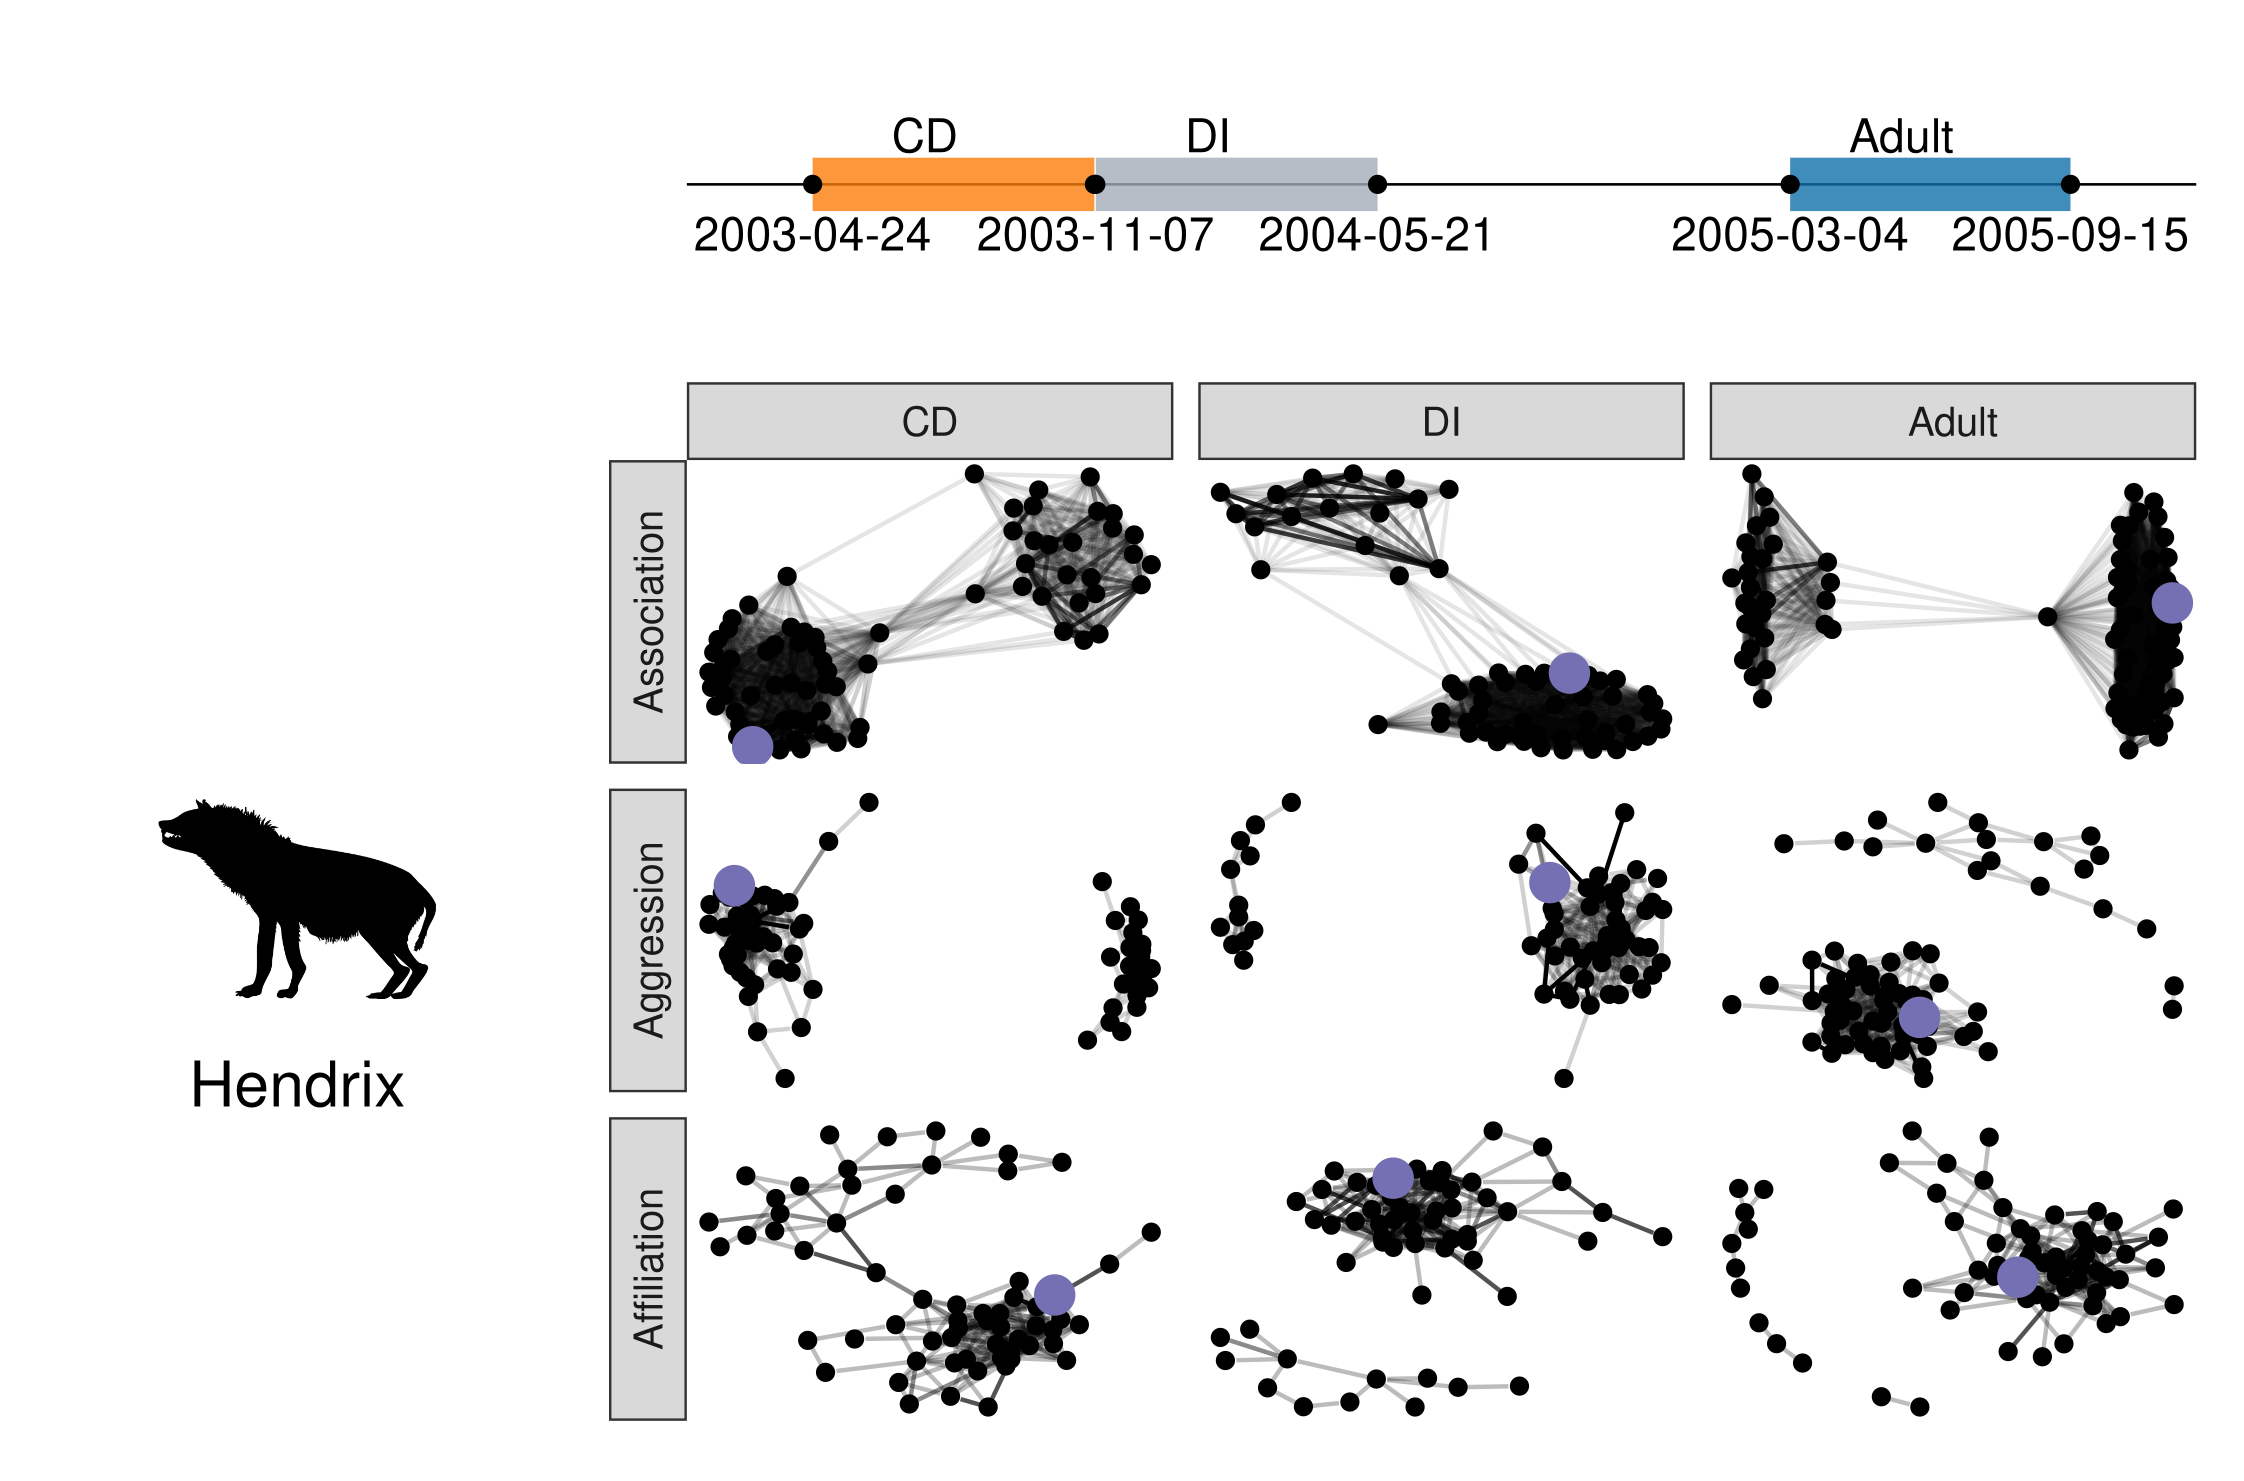 CD
DI
Adult
2003-04-24
2003-11-07
2004-05-21
2005-03-04
2005-09-15
CD
DI
Adult
Association
Aggression
Hendrix
Affiliation